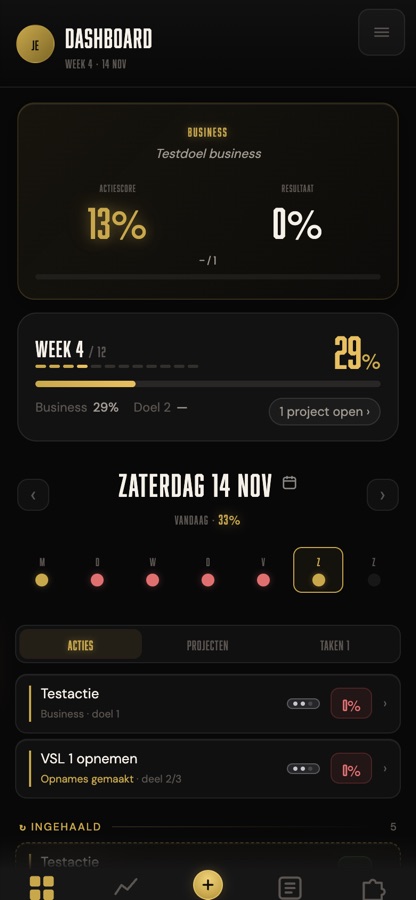 JE
DASHBOARD
WEEK 4 · 14 NOV
BUSINESS
Testdoel business
ACTIESCORE
RESULTAAT
13%
0%
–/1
WEEK 4 / 12
29%
Business 29% Doel 2 —
1 project open ›
‹
ZATERDAG 14 NOV
›
VANDAAG · 33%
M D W D V Z Z
ACTIES
PROJECTEN
TAKEN 1
Testactie
Business · doel 1
0%
›
VSL 1 opnemen
Opnames gemaakt · deel 2/3
0%
›
↻ INGEHAALD
5
Testactie
+